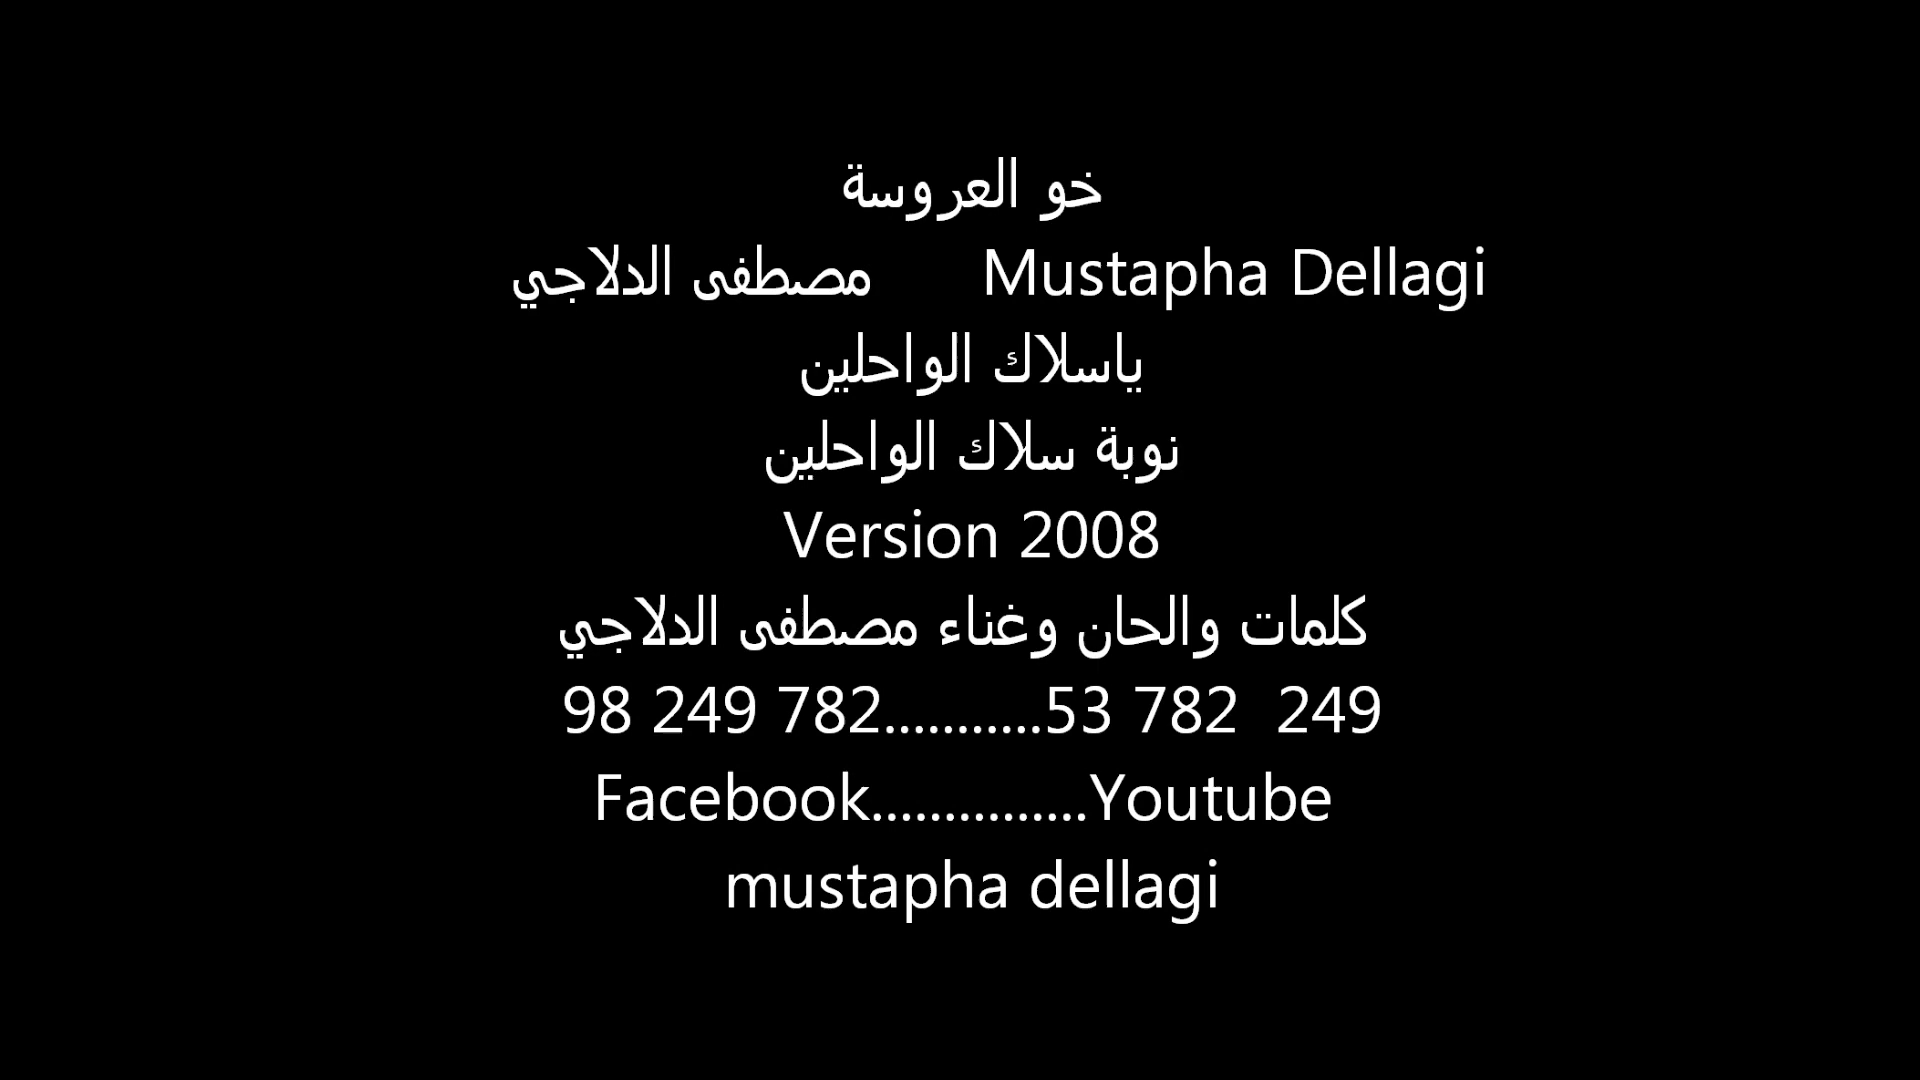 خو العروسة
مصطفى الدلاجي Mustapha Dellagi
ياسلاك الواحلين
نوبة سلاك الواحلين
Version 2008
كلمات والحان وغناء مصطفى الدلاجي
98 249 782...........53 782 249
Facebook...............Youtube
mustapha dellagi